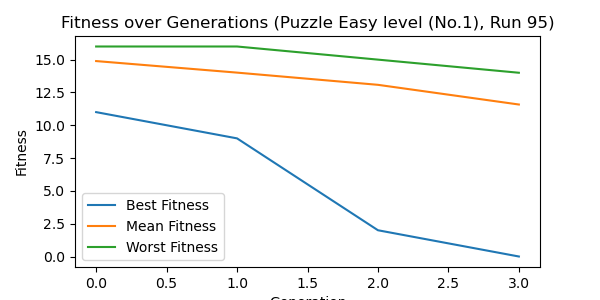 Fitness over Generations (Puzzle Easy level (No.1), Run 95)
15.0
12.5
10.0
7.5
5.0
2.5
0.0
Fitness
Best Fitness
Mean Fitness
Worst Fitness
0.0 0.5 1.0 1.5 2.0 2.5 3.0
Generation